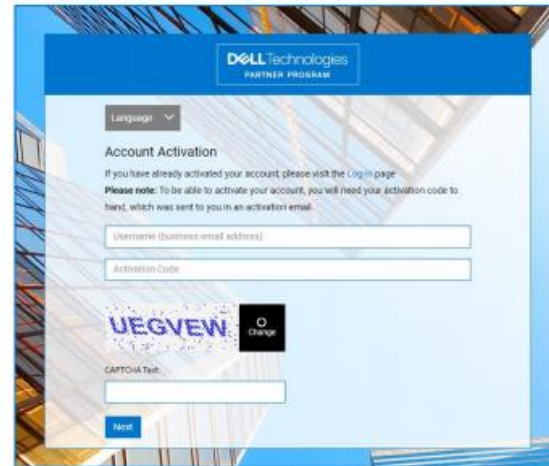 DELL Technologies
PARTNER PROGRAM
Language
Account Activation
If you have already activated your account, please visit the Log-in page
Please note: To be able to activate your account, you will need your activation code to
hand, which was sent to you in an activation email.
Username (business email address)
Activation Code
UEGVEW
Change
CAPTCHA Text:
Next